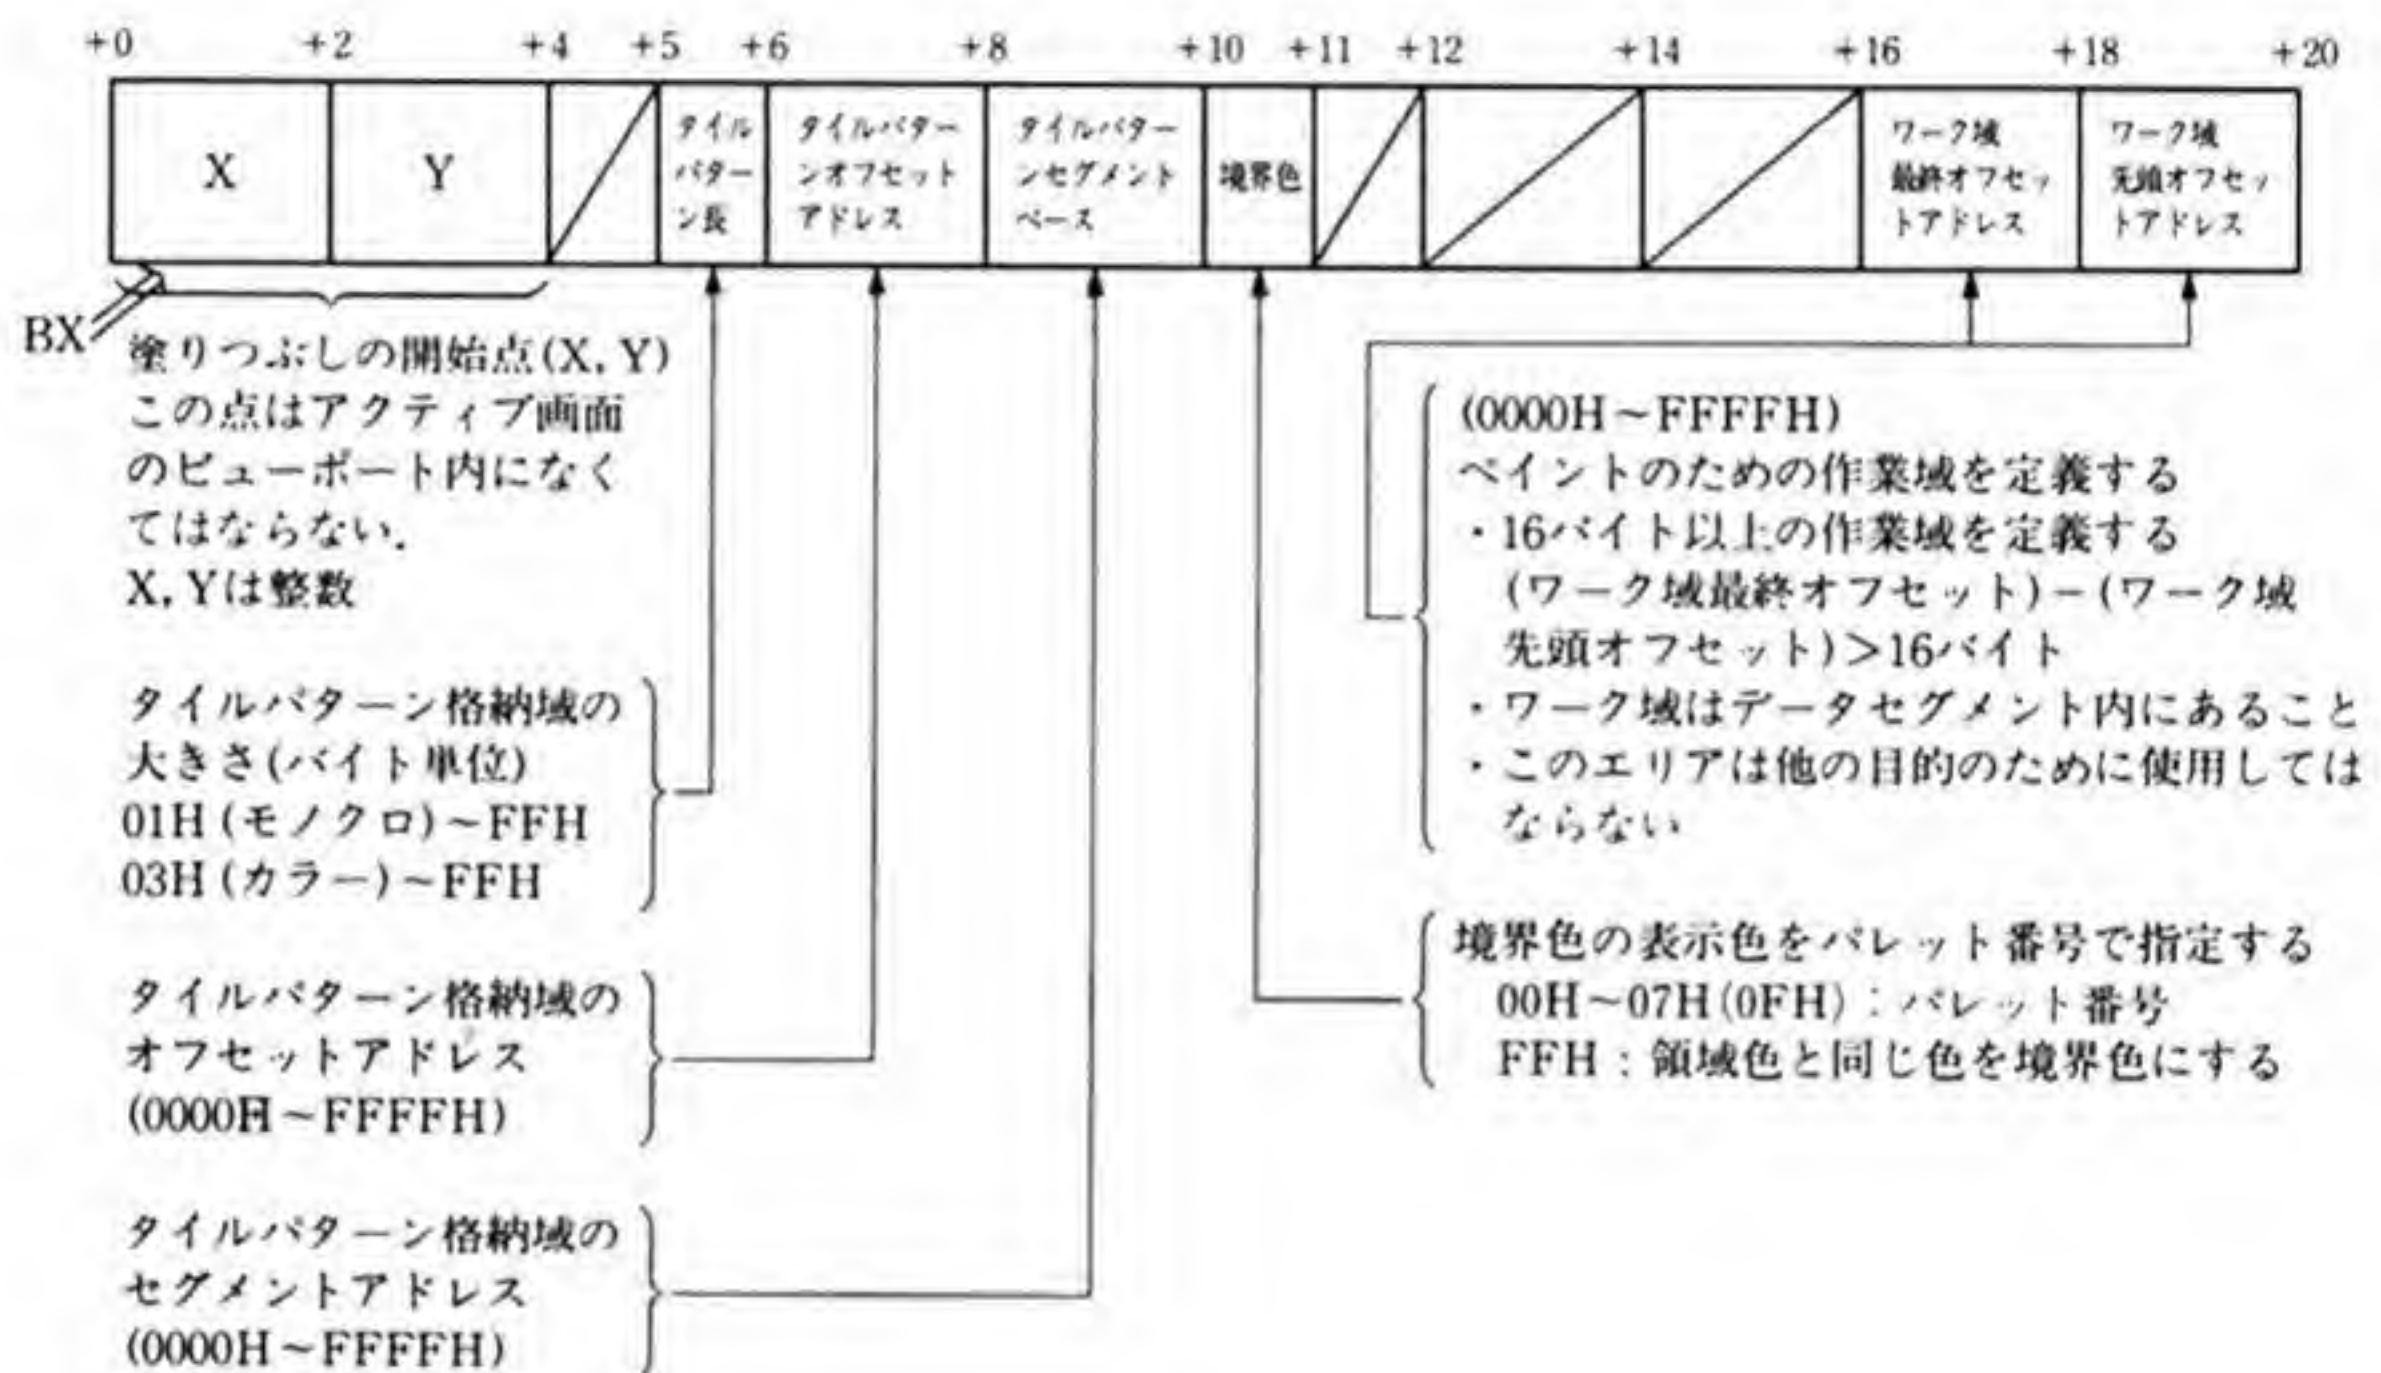 +0 +2 +4 +5 +6 +8 +10 +11 +12 +14 +16 +18 +20
X
Y
タイル
パター
ン長
タイルパター
ンオフセット
アドレス
タイルパター
ンセグメント
ベース
境界色
ワーク域
最終オフセッ
トアドレス
ワーク域
先頭オフセッ
トアドレス
BX
塗りつぶしの開始点(X, Y)
この点はアクティブ画面
のビューポート内になく
てはならない.
X, Yは整数
タイルパターン格納域の
大きさ(バイト単位)
01H (モノクロ)~FFH
03H (カラー)~FFH
タイルパターン格納域の
オフセットアドレス
(0000H~FFFFH)
タイルパターン格納域の
セグメントアドレス
(0000H~FFFFH)
(0000H~FFFFH)
ペイントのための作業域を定義する
・16バイト以上の作業域を定義する
(ワーク域最終オフセット)-(ワーク域
先頭オフセット)>16バイト
・ワーク域はデータセグメント内にあること
・このエリアは他の目的のために使用しては
ならない
境界色の表示色をパレット番号で指定する
00H~07H(0FH):パレット番号
FFH:領域色と同じ色を境界色にする